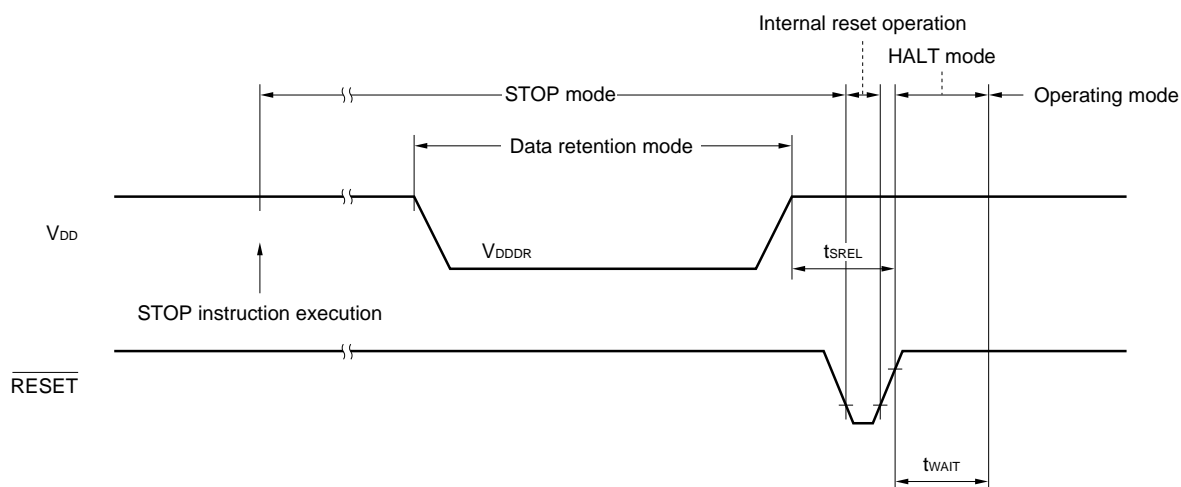 Internal reset operation
HALT mode
STOP mode
Operating mode
Data retention mode
VDD
VDDDR
tSREL
STOP instruction execution
RESET
tWAIT